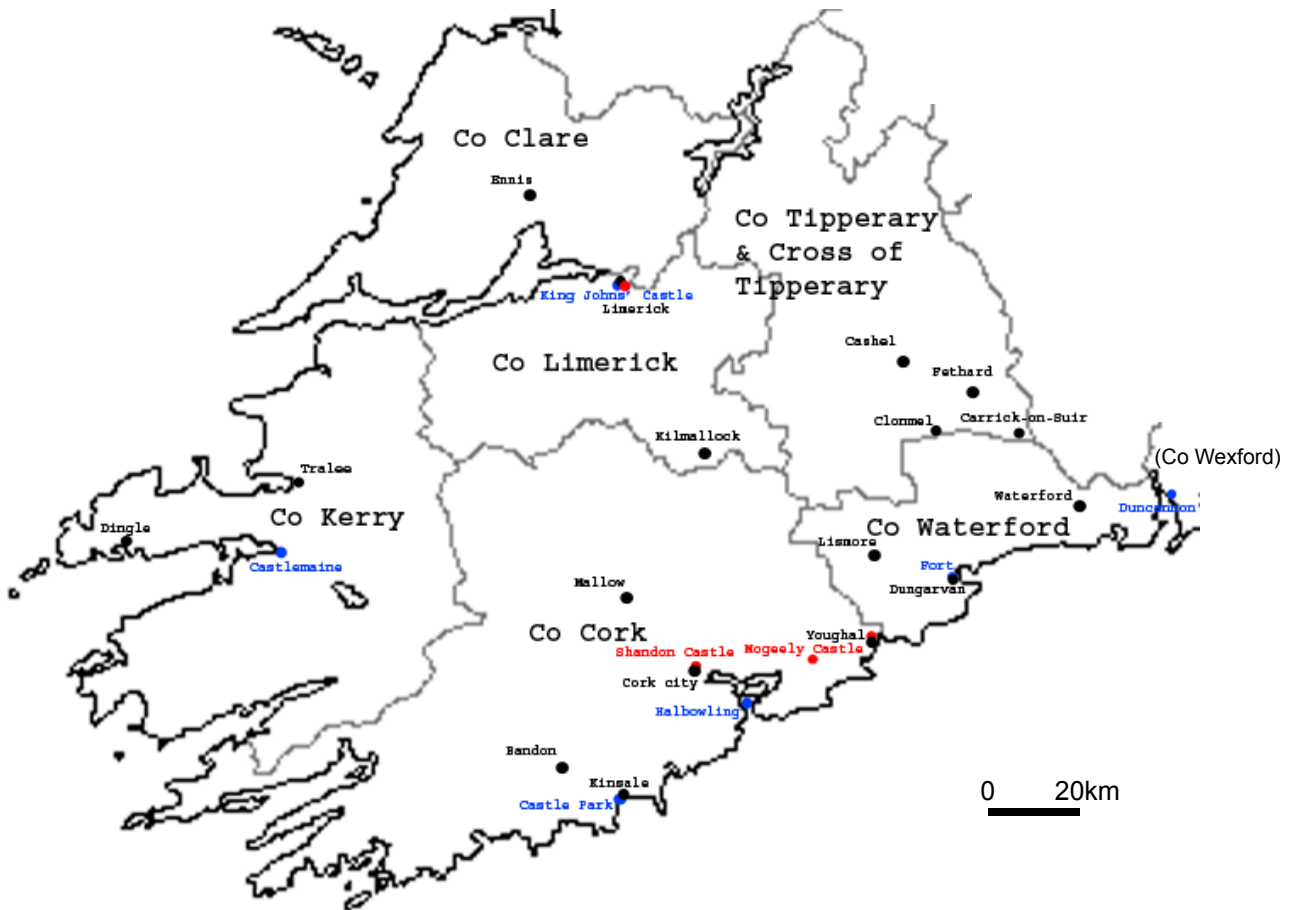 Co Clare
Ennis
Co Tipperary
& Cross of
Tipperary
King Johns' Castle
Limerick
Cashel
Co Limerick
Fethard
Clonmel
Carrick-on-Suir
Kilmallock
(Co Wexford)
Tralee
Waterford
Duncannon
Co Kerry
Dingle
Co Waterford
Lismore
Castlemaine
Fort
Mallow
Dungarvan
Co Cork
Youghal
Shandon Castle
Mogeely Castle
Cork city
Halbowling
Bandon
Kinsale
Castle Park
0 20km